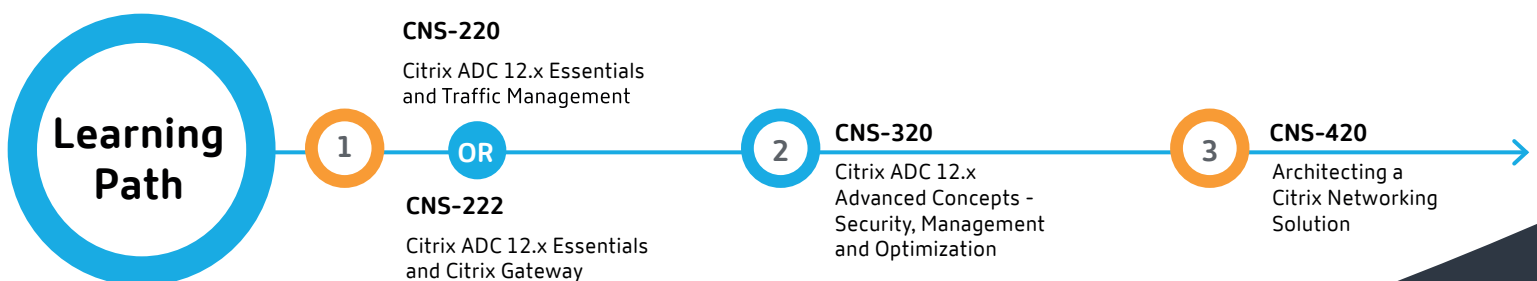 Learning
Path
1
CNS-220
Citrix ADC 12.x Essentials
and Traffic Management
OR
CNS-222
Citrix ADC 12.x Essentials
and Citrix Gateway
2
CNS-320
Citrix ADC 12.x
Advanced Concepts -
Security, Management
and Optimization
3
CNS-420
Architecting a
Citrix Networking
Solution